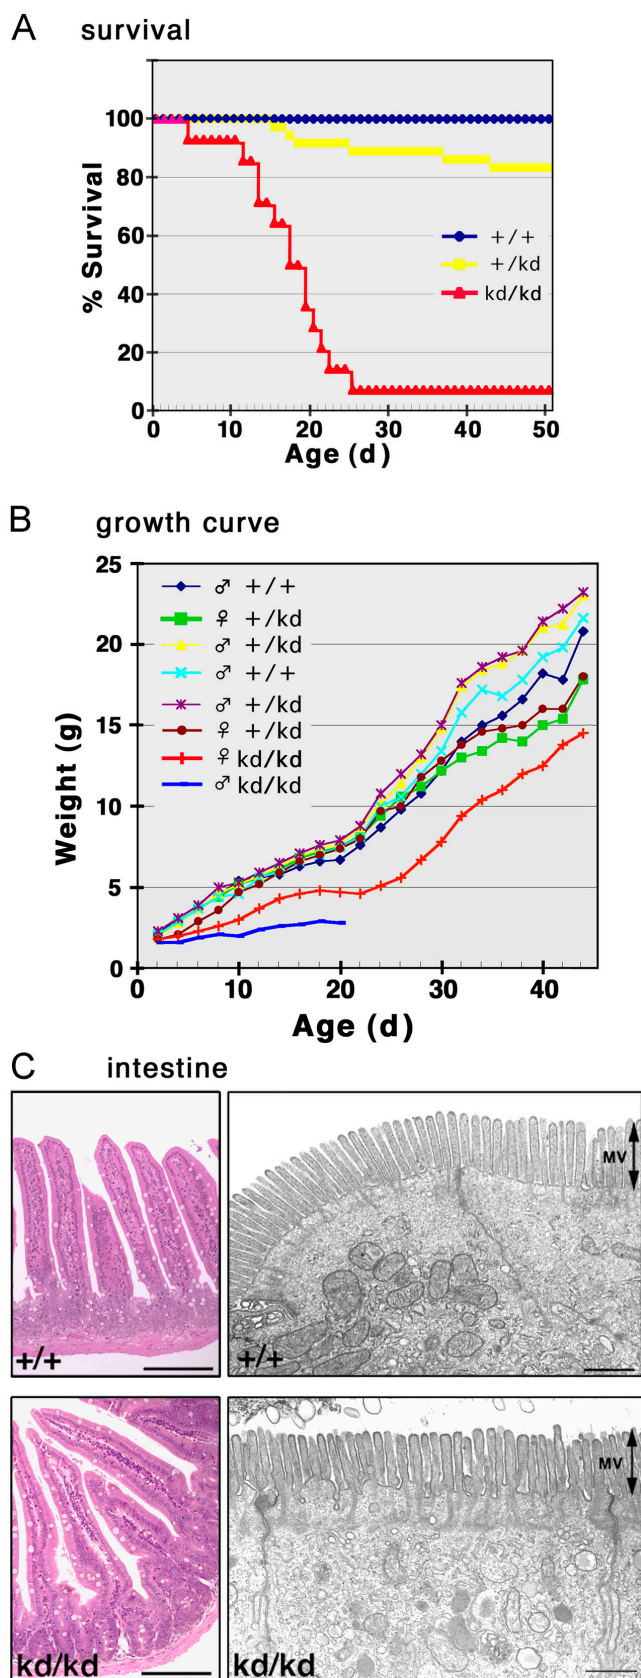 A survival
100
80
60
40
20
0
% Survival
+/+
+/kd
kd/kd
0 10 20 30 40 50
Age (d)
B growth curve
25
20
15
10
5
0
Weight (g)
♂ +/+
♀ +/kd
♂ +/kd
♂ +/+
♂ +/kd
♀ +/kd
♀ kd/kd
♂ kd/kd
0 10 20 30 40
Age (d)
C intestine
MV
+/+
+/+
MV
kd/kd
kd/kd